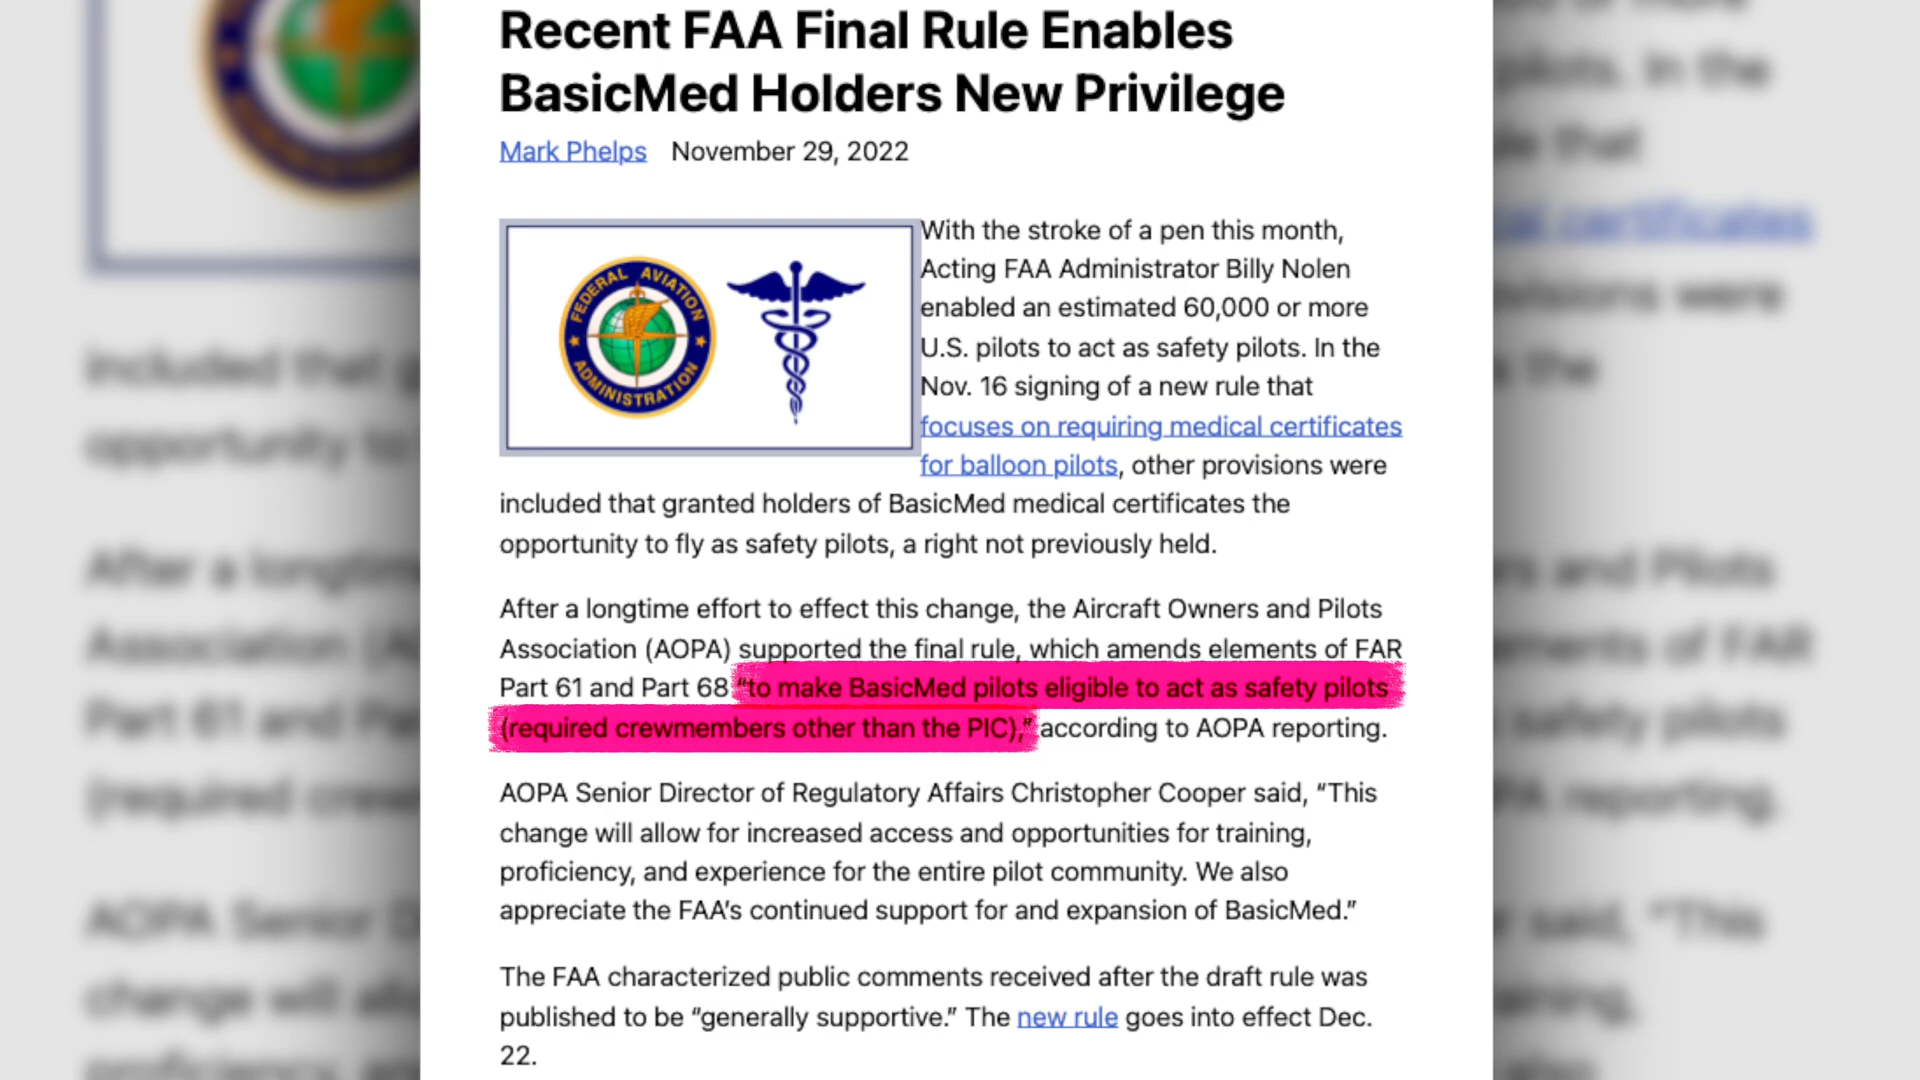 Recent FAA Final Rule Enables
BasicMed Holders New Privilege
Mark Phelps November 29, 2022
FEDERAL AVIATION
ADMINISTRATION
With the stroke of a pen this month,
Acting FAA Administrator Billy Nolen
enabled an estimated 60,000 or more
U.S. pilots to act as safety pilots. In the
Nov. 16 signing of a new rule that
focuses on requiring medical certificates
for balloon pilots, other provisions were
included that granted holders of BasicMed medical certificates the
opportunity to fly as safety pilots, a right not previously held.
After a longtime effort to effect this change, the Aircraft Owners and Pilots
Association (AOPA) supported the final rule, which amends elements of FAR
Part 61 and Part 68 “to make BasicMed pilots eligible to act as safety pilots
(required crewmembers other than the PIC),” according to AOPA reporting.
AOPA Senior Director of Regulatory Affairs Christopher Cooper said, “This
change will allow for increased access and opportunities for training,
proficiency, and experience for the entire pilot community. We also
appreciate the FAA’s continued support for and expansion of BasicMed.”
The FAA characterized public comments received after the draft rule was
published to be “generally supportive.” The new rule goes into effect Dec.
22.